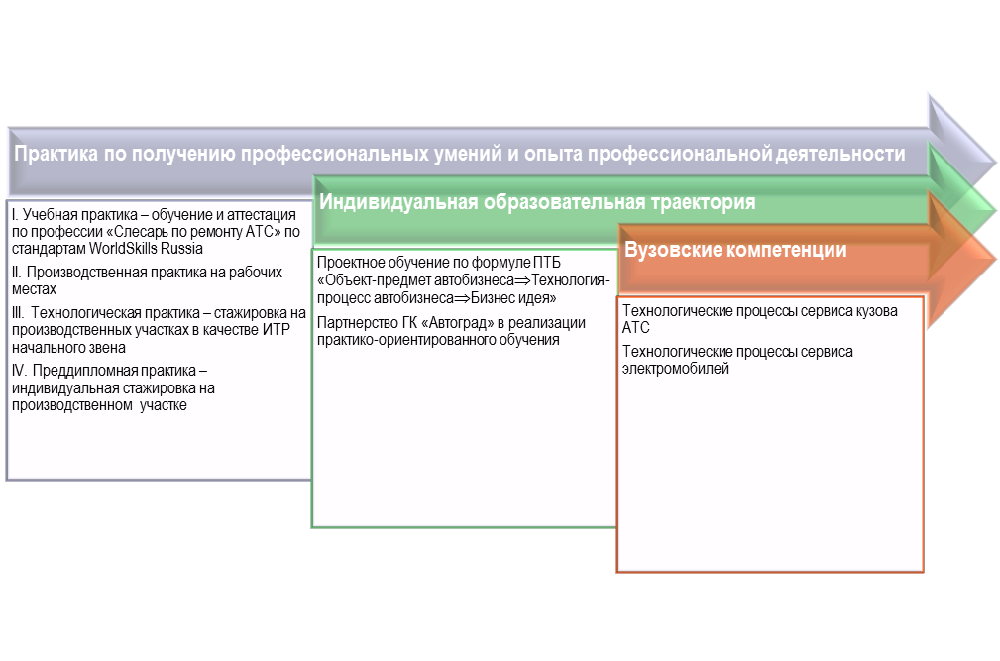 Практика по получению профессиональных умений и опыта профессиональной деятельности
I. Учебная практика – обучение и аттестация
по профессии «Слесарь по ремонту АТС» по
стандартам WorldSkills Russia
II. Производственная практика на рабочих
местах
III. Технологическая практика – стажировка на
производственных участках в качестве ИТР
начального звена
IV. Преддипломная практика –
индивидуальная стажировка на
производственном участке
Индивидуальная образовательная траектория
Проектное обучение по формуле ПТБ
«Объект-предмет автобизнеса⇒Технология-
процесс автобизнеса⇒Бизнес идея»
Партнерство ГК «Автоград» в реализации
практико-ориентированного обучения
Вузовские компетенции
Технологические процессы сервиса кузова
АТС
Технологические процессы сервиса
электромобилей